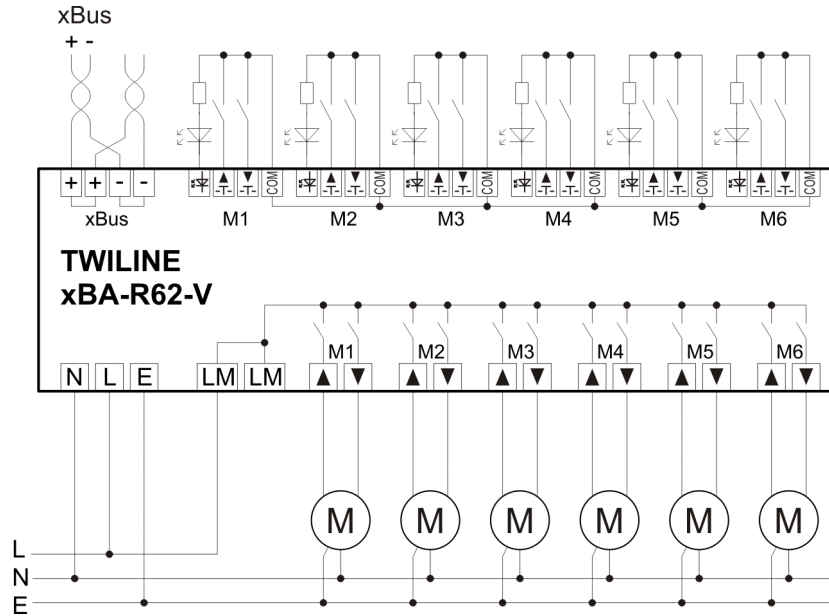 xBus
+ -
+ + - -
COM COM COM COM COM COM
xBus M1 M2 M3 M4 M5 M6
TWILINE
xBA-R62-V
M1 M2 M3 M4 M5 M6
N L E LM LM
M M M M M M
L
N
E